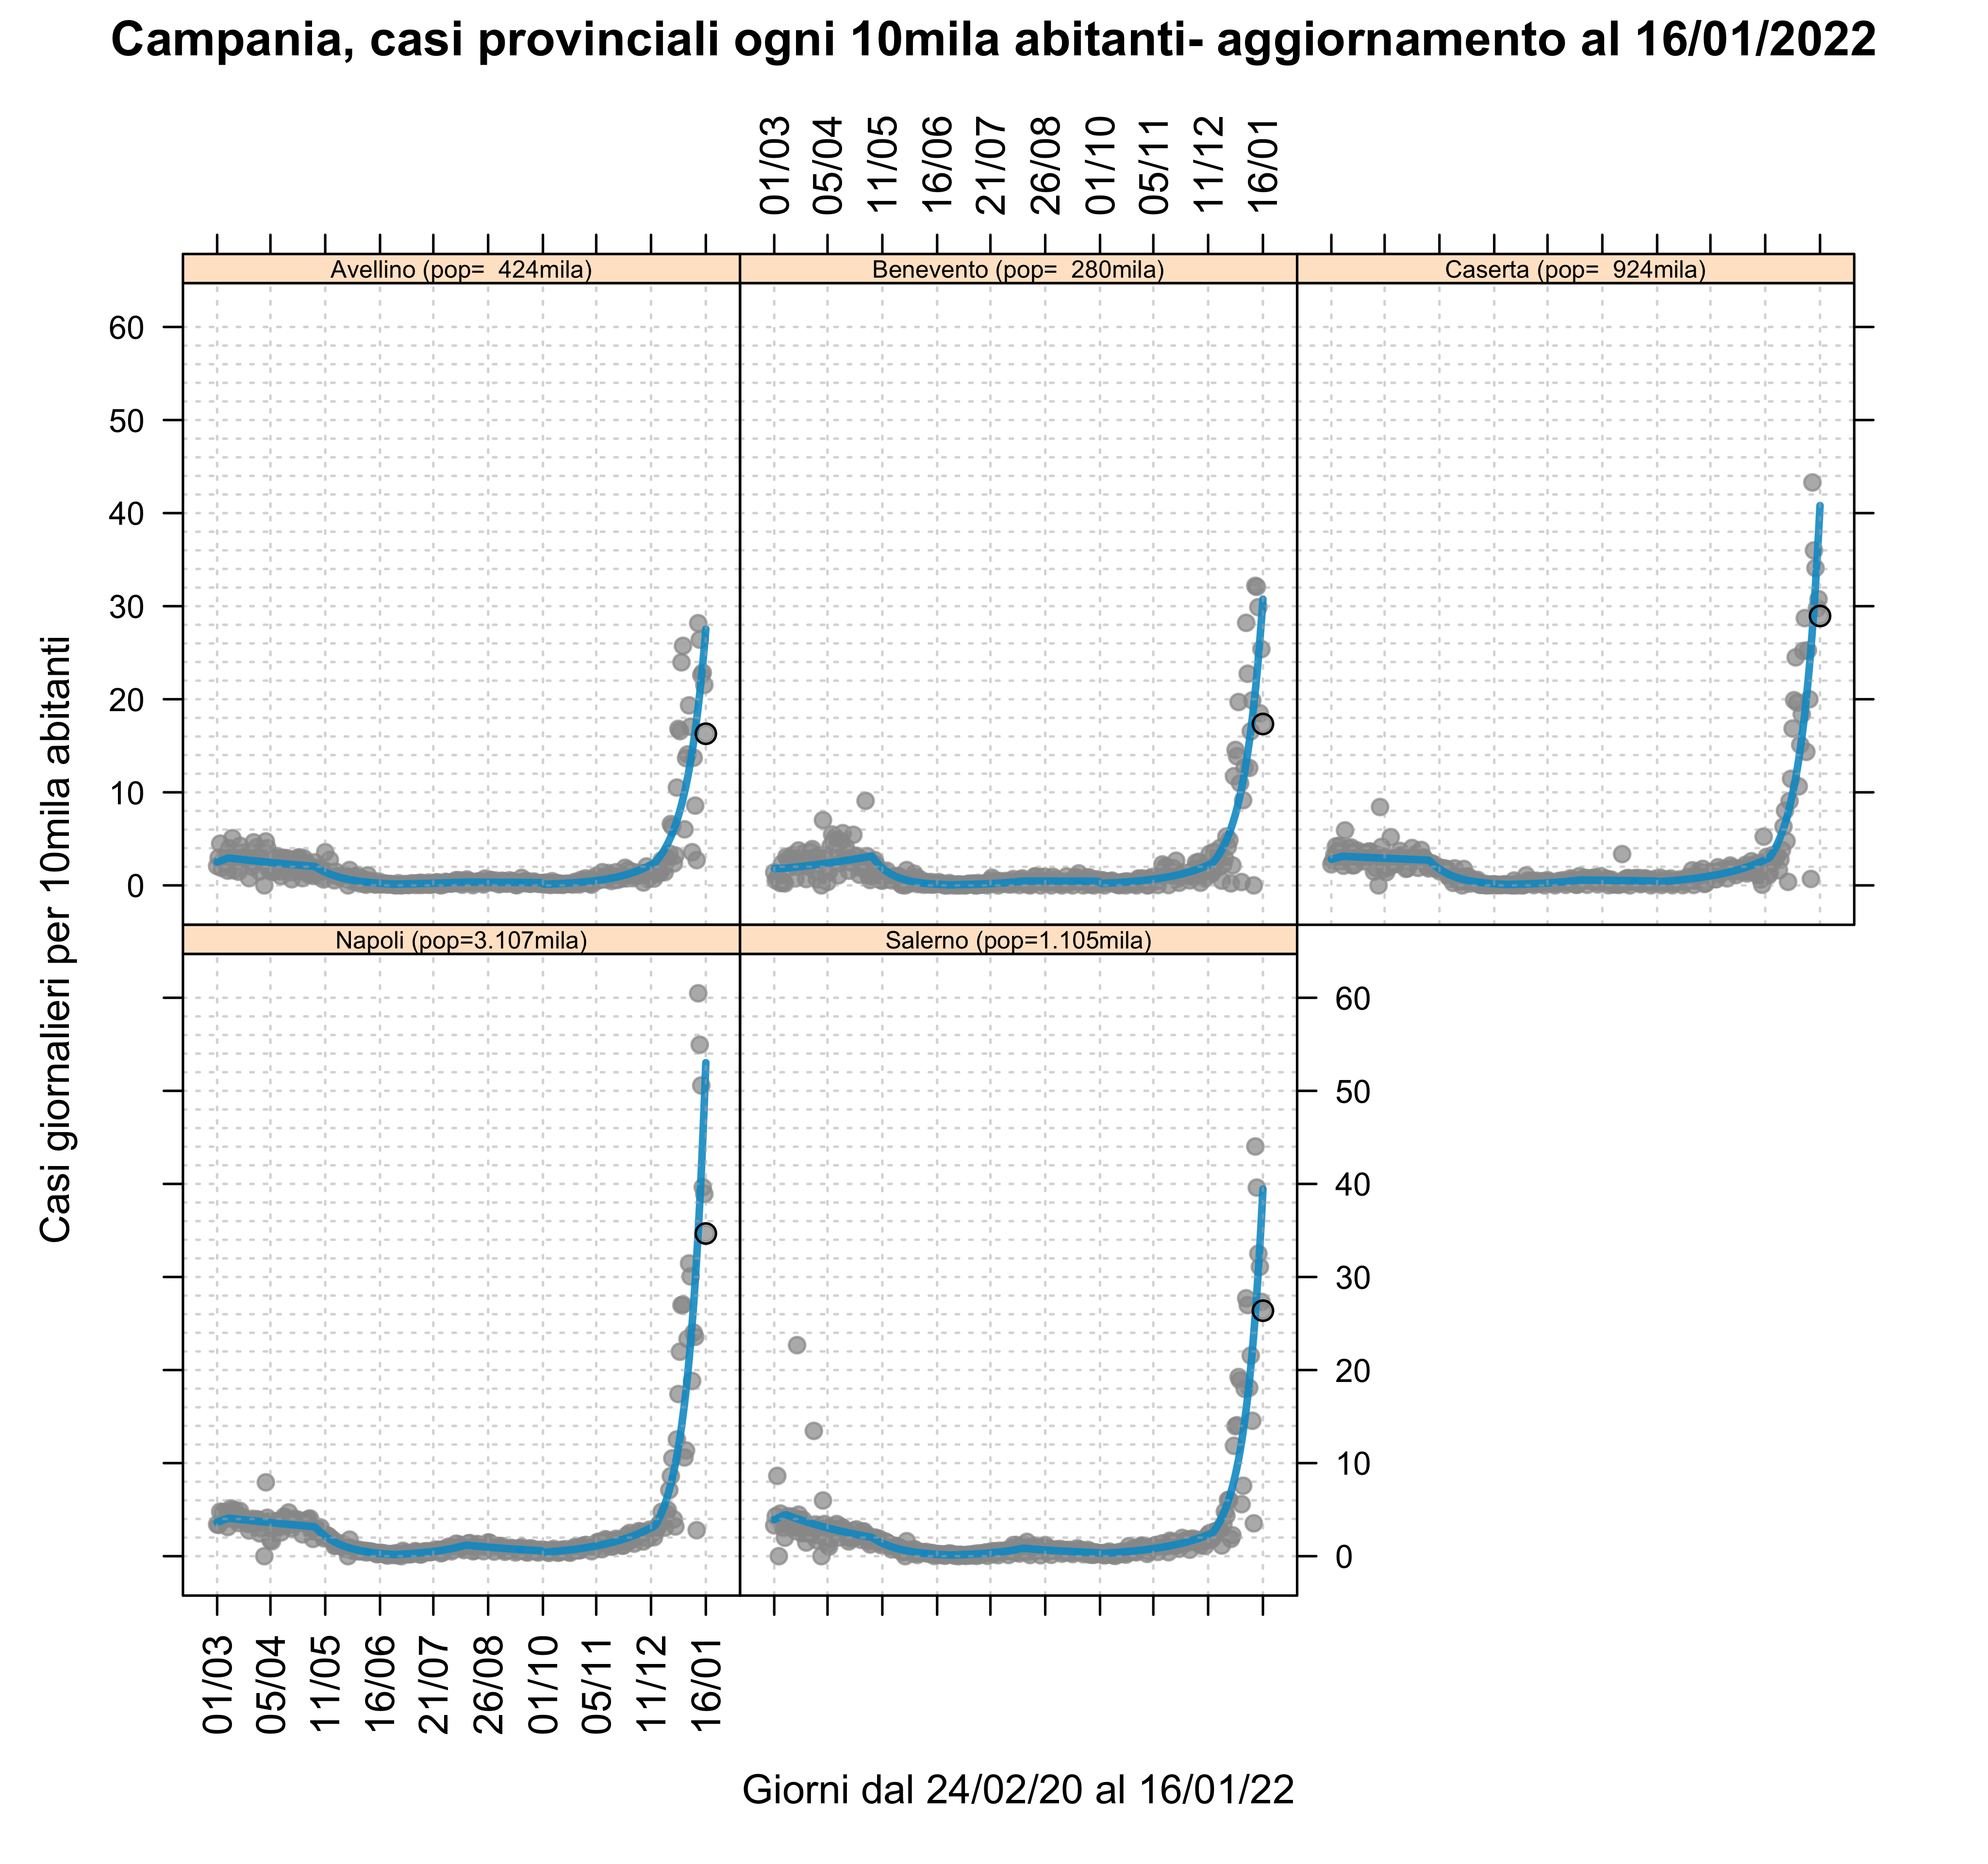 Campania, casi provinciali ogni 10mila abitanti- aggiornamento al 16/01/2022
01/03 05/04 11/05 16/06 21/07 26/08 01/10 05/11 11/12 16/01
Avellino (pop=  424mila)
Benevento (pop=  280mila)
Caserta (pop=  924mila)
60
50
40
30
20
10
0
Casi giornalieri per 10mila abitanti
Napoli (pop=3.107mila)
Salerno (pop=1.105mila)
60
50
40
30
20
10
0
01/03 05/04 11/05 16/06 21/07 26/08 01/10 05/11 11/12 16/01
Giorni dal 24/02/20 al 16/01/22